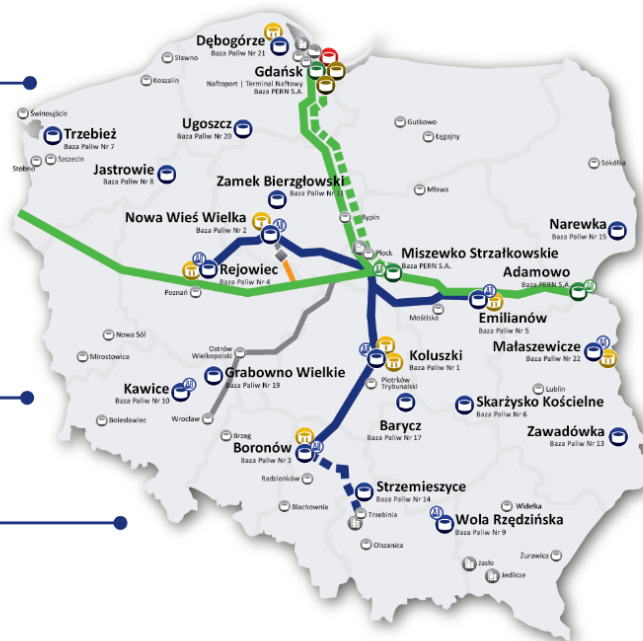 Dębogórze
Baza Paliw Nr 21
Sławno
Gdańsk
Koszalin
Naftoport | Terminal Naftowy
Baza PERN S.A.
Świnoujście
Trzebież
Baza Paliw Nr 7
Ugoszcz
Baza Paliw Nr 20
Gutkowo
Łęgajny
Szczecin
Stobno
Sokółka
Jastrowie
Baza Paliw Nr 8
Zamek Bierzgłowski
Baza Paliw Nr 11
Mława
Nowa Wieś Wielka
Baza Paliw Nr 2
Rypin
Narewka
Baza Paliw Nr 15
Płock
Miszewko Strzałkowskie
Baza PERN S.A.
Rejowiec
Baza Paliw Nr 4
Adamowo
Baza PERN S.A.
Poznań
Mościska
Emilianów
Baza Paliw Nr 5
Nowa Sól
Mirostowice
Ostrów
Wielkopolski
Koluszki
Baza Paliw Nr 1
Małaszewicze
Baza Paliw Nr 22
Grabowno Wielkie
Baza Paliw Nr 19
Piotrków
Trybunalski
Kawice
Baza Paliw Nr 10
Lublin
Skarżysko Kościelne
Baza Paliw Nr 6
Bolesławiec
Wrocław
Barycz
Baza Paliw Nr 17
Zawadówka
Baza Paliw Nr 13
Brzeg
Boronów
Baza Paliw Nr 3
Radzionków
Strzemieszyce
Baza Paliw Nr 14
Blachownia
Trzebinia
Widełka
Wola Rzędzińska
Baza Paliw Nr 9
Olszanica
Jasło
Żurawica
Jedlicze